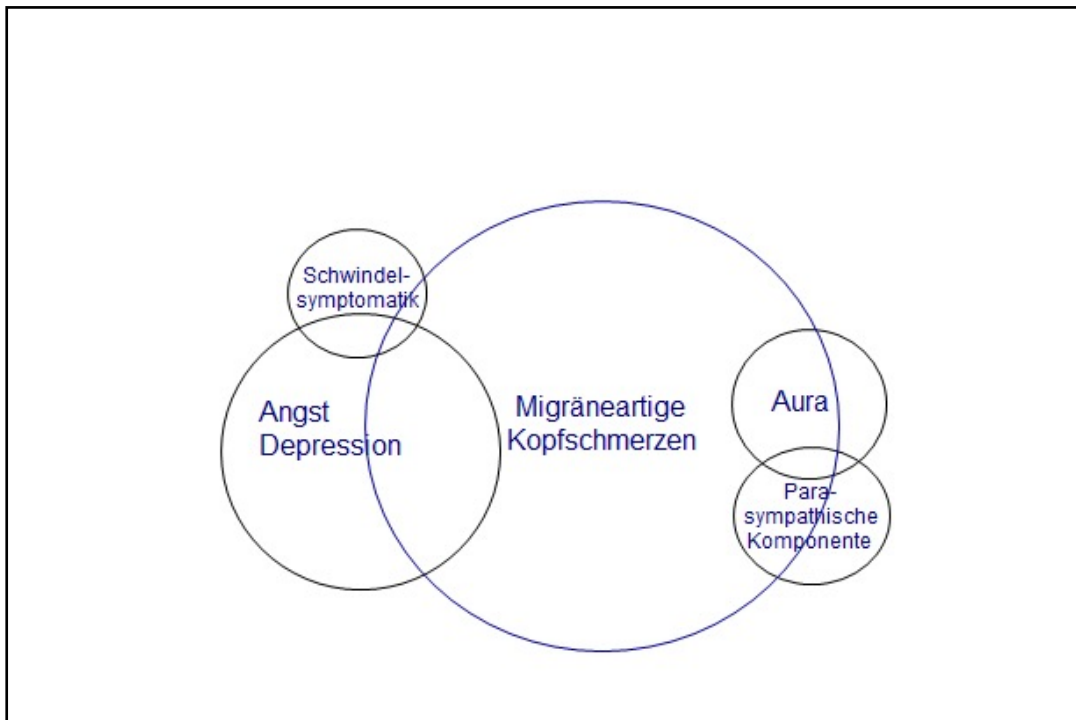 Schwindel-
symptomatik
Angst
Depression
Migräneartige
Kopfschmerzen
Aura
Para-
sympathische
Komponente